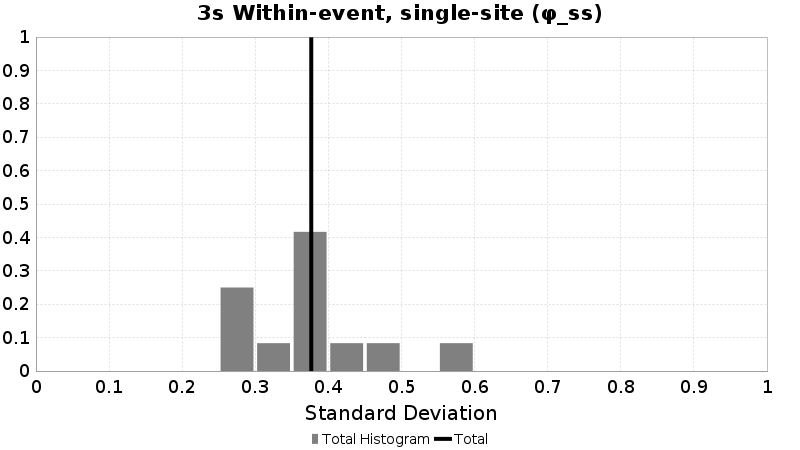 3s Within-event, single-site (φ_ss)
1
0.9
0.8
0.7
0.6
0.5
0.4
0.3
0.2
0.1
0
0 0.1 0.2 0.3 0.4 0.5 0.6 0.7 0.8 0.9 1
Standard Deviation
Total Histogram Total